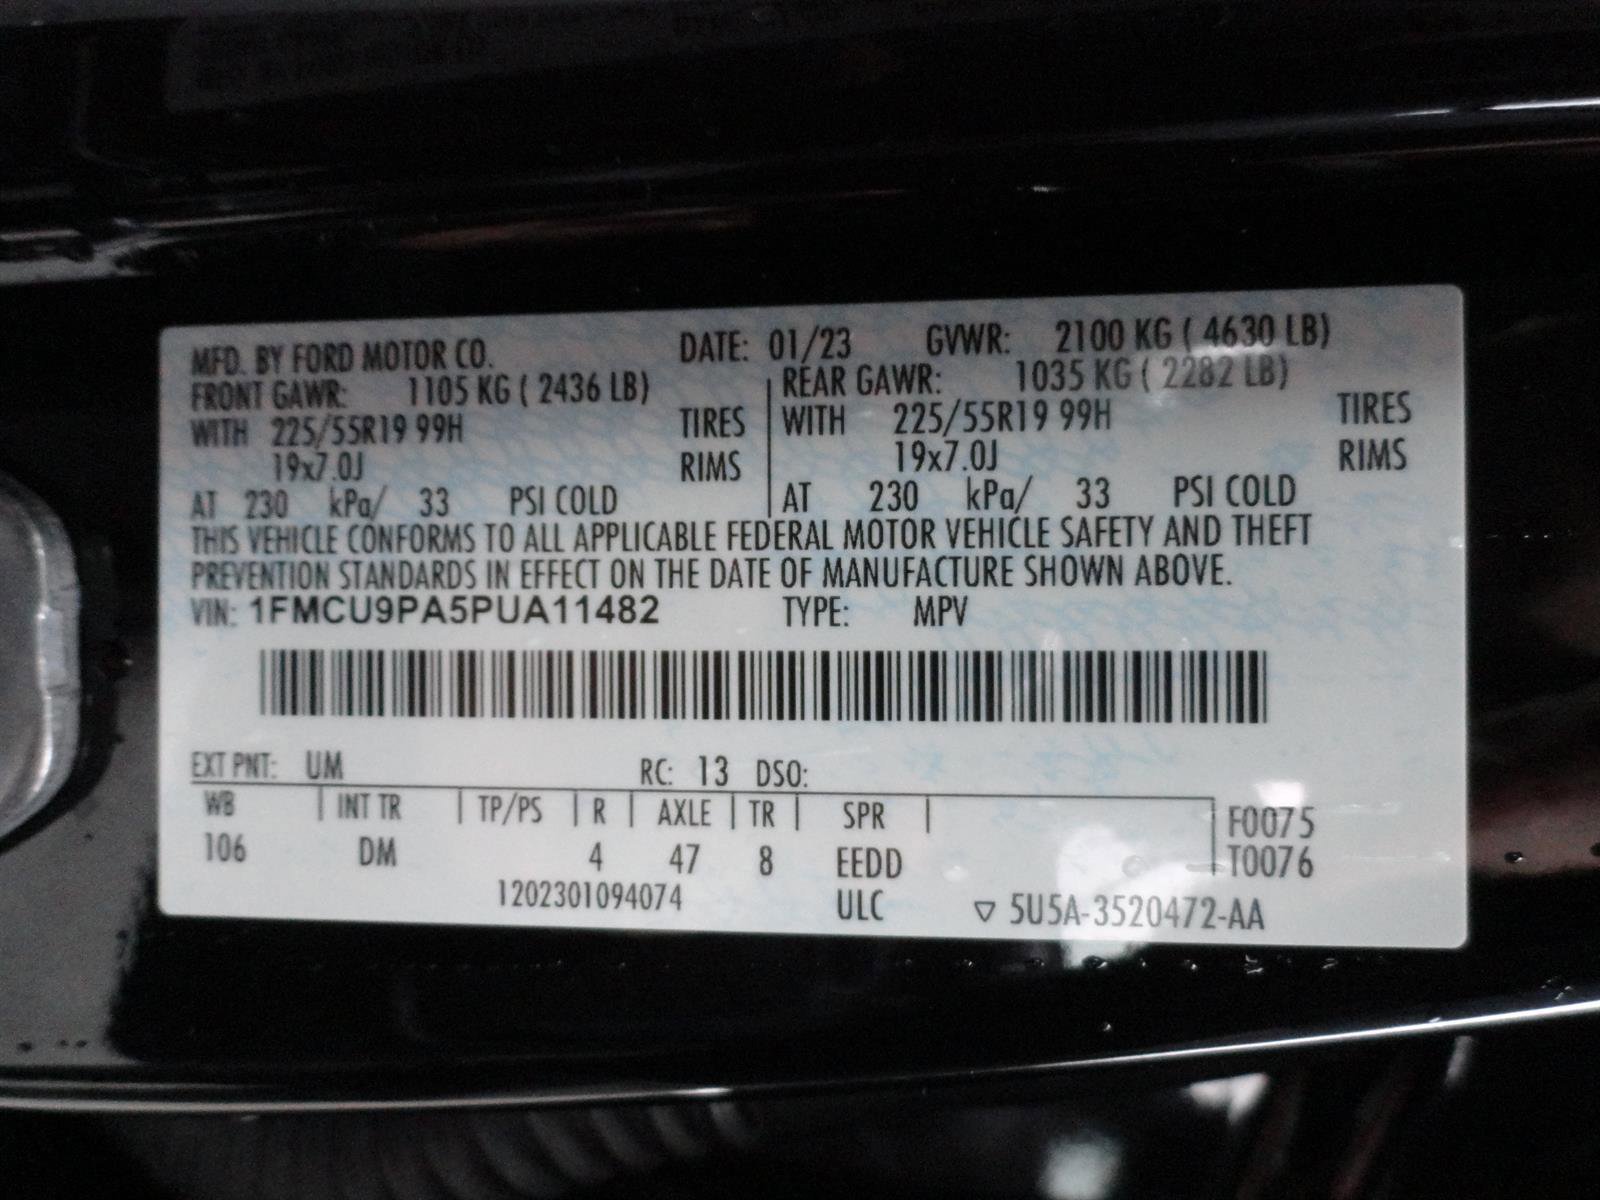 MFD. BY FORD MOTOR CO. DATE: 01/23 GVWR: 2100 KG ( 4630 LB)
FRONT GAWR: 1105 KG ( 2436 LB) REAR GAWR: 1035 KG ( 2282 LB)
WITH 225/55R19 99H TIRES WITH 225/55R19 99H TIRES
19x7.0J RIMS 19x7.0J RIMS
AT 230 kPa/ 33 PSI COLD AT 230 kPa/ 33 PSI COLD
THIS VEHICLE CONFORMS TO ALL APPLICABLE FEDERAL MOTOR VEHICLE SAFETY AND THEFT
PREVENTION STANDARDS IN EFFECT ON THE DATE OF MANUFACTURE SHOWN ABOVE.
VIN: 1FMCU9PA5PUA11482 TYPE: MPV
EXT PNT: UM RC: 13 DSO:
WB INT TR TP/PS R AXLE TR SPR F0075
106 DM 4 47 8 EEDD T0076
1202301094074 ULC ▽ 5U5A-3520472-AA